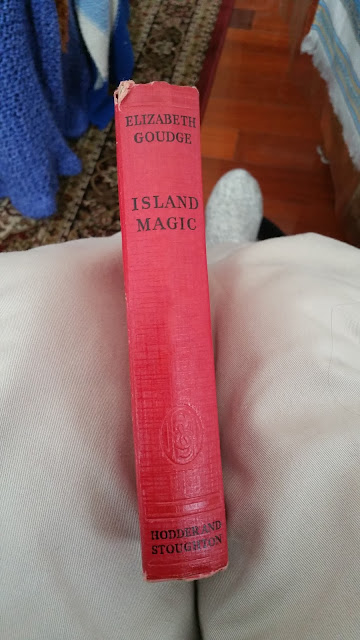 ELIZABETH
GOUDGE
ISLAND
MAGIC
HODDER AND
STOUGHTON